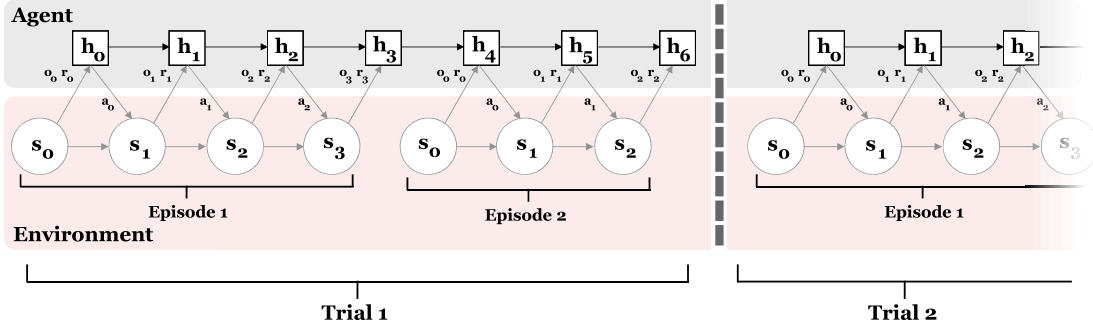 Agent
h₀ h₁ h₂ h₃ h₄ h₅ h₆ h₀ h₁ h₂
o₀ r₀ o₁ r₁ o₂ r₂ o₃ r₃ o₀ r₀ o₁ r₁ o₂ r₂ o₀ r₀ o₁ r₁ o₂ r₂
a₀ a₁ a₂ a₀ a₁ a₀ a₁ a₂
s₀ s₁ s₂ s₃ s₀ s₁ s₂ s₀ s₁ s₂ s₃
Episode 1 Episode 2 Episode 1
Environment
Trial 1 Trial 2